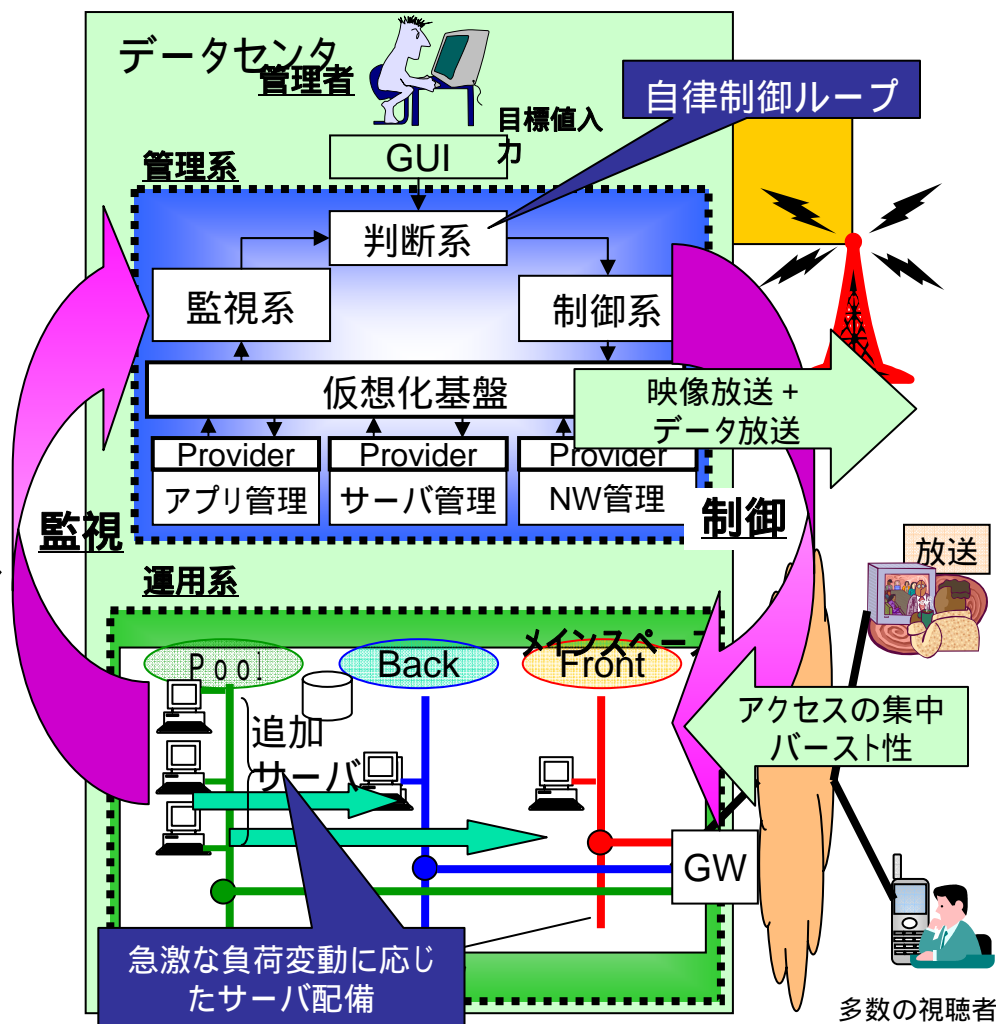 データセンタ
管理者
自律制御ループ
目標値入
力
GUI
管理系
判断系
監視系
制御系
仮想化基盤
映像放送 +
データ放送
Provider
Provider
Provider
アプリ管理
サーバ管理
NW管理
監視
制御
放送
運用系
メインスペース
Pool
Back
Front
追加
サーバ
アクセスの集中
バースト性
GW
急激な負荷変動に応じ
たサーバ配備
多数の視聴者